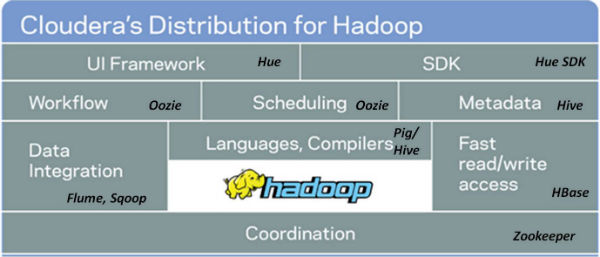 Cloudera's Distribution for Hadoop
UI Framework Hue
SDK Hue SDK
Workflow Oozie
Scheduling Oozie
Metadata Hive
Data
Integration
Flume, Sqoop
Languages, Compilers Pig/
Hive
hadoop
Fast
read/write
access
HBase
Coordination Zookeeper